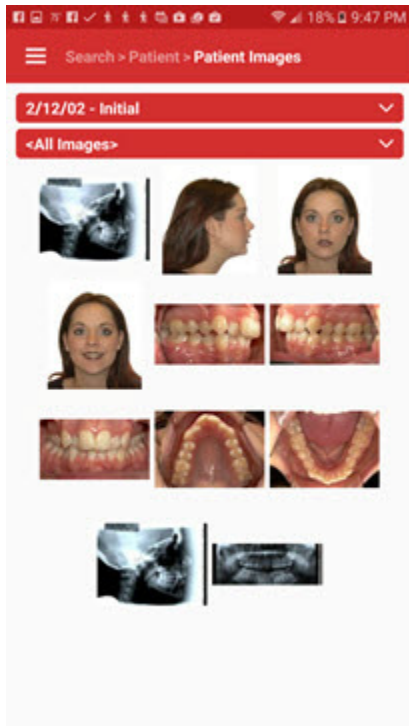 18% 9:47 PM
Search > Patient > Patient Images
2/12/02 - Initial
<All Images>